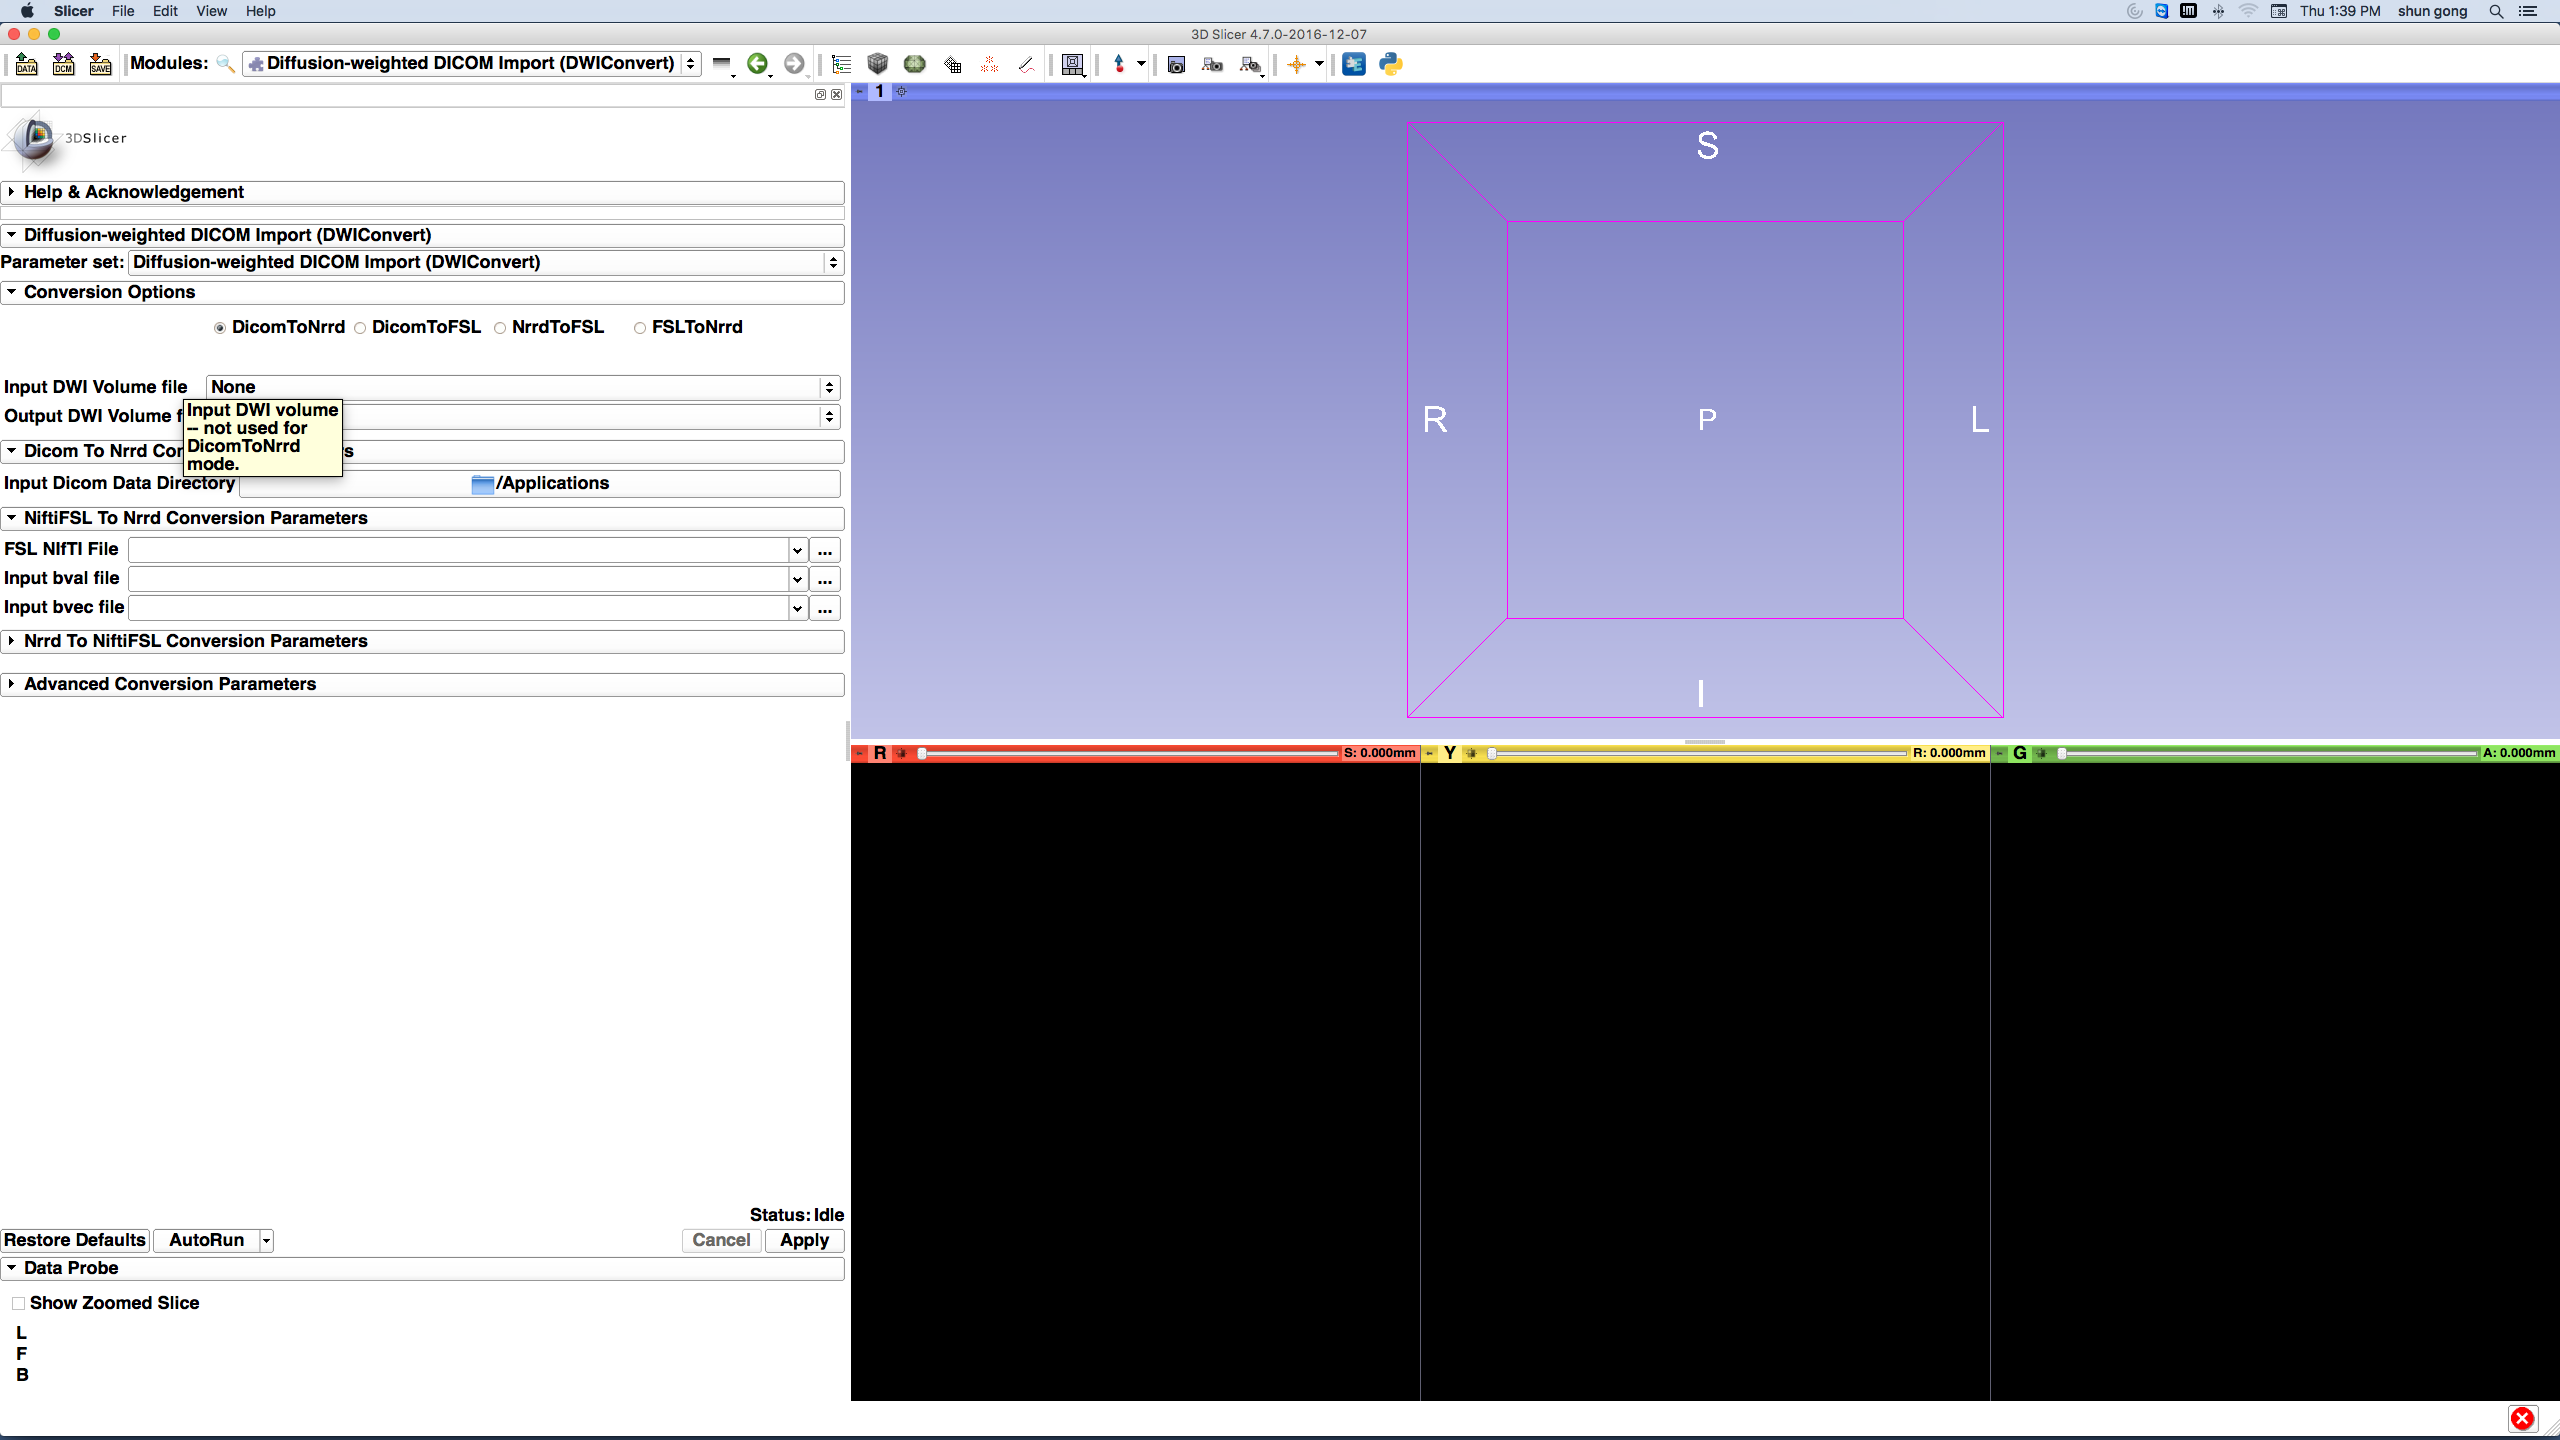 Slicer File Edit View Help
Thu 1:39 PM shun gong
3D Slicer 4.7.0-2016-12-07
DATA DCM SAVE Modules: Diffusion-weighted DICOM Import (DWIConvert)
1
3DSlicer
Help & Acknowledgement
Diffusion-weighted DICOM Import (DWIConvert)
Parameter set: Diffusion-weighted DICOM Import (DWIConvert)
Conversion Options
DicomToNrrd DicomToFSL NrrdToFSL FSLToNrrd
Input DWI Volume file None
Output DWI Volume f
Input DWI volume
-- not used for
DicomToNrrd
mode.
Dicom To Nrrd Con s
Input Dicom Data Directory /Applications
NiftiFSL To Nrrd Conversion Parameters
FSL NIfTI File ...
Input bval file ...
Input bvec file ...
Nrrd To NiftiFSL Conversion Parameters
Advanced Conversion Parameters
Status: Idle
Restore Defaults AutoRun Cancel Apply
Data Probe
Show Zoomed Slice
L
F
B
S
R P L
I
R S: 0.000mm
Y R: 0.000mm
G A: 0.000mm